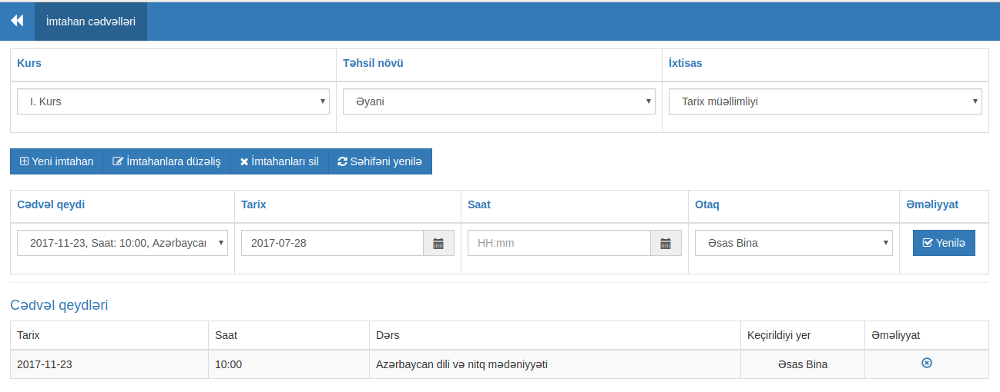 İmtahan cədvəlləri
Kurs Təhsil növü İxtisas
I. Kurs Əyani Tarix müəllimliyi
Yeni imtahan İmtahanlara düzəliş İmtahanları sil Səhifəni yenilə
Cədvəl qeydi Tarix Saat Otaq Əməliyyat
2017-11-23, Saat: 10:00, Azərbaycan 2017-07-28 HH:mm Əsas Bina Yenilə
Cədvəl qeydləri
Tarix Saat Dərs Keçirildiyi yer Əməliyyat
2017-11-23 10:00 Azərbaycan dili və nitq mədəniyyəti Əsas Bina